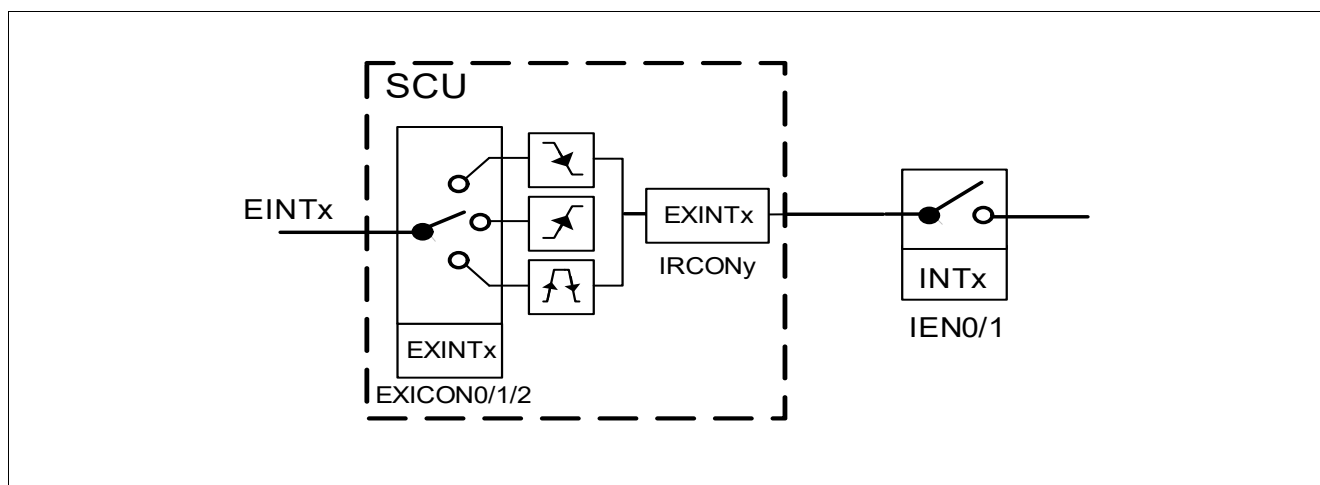 SCU
EINTx
EXINTx
IRCONy
EXINTx
EXICON0/1/2
INTx
IEN0/1